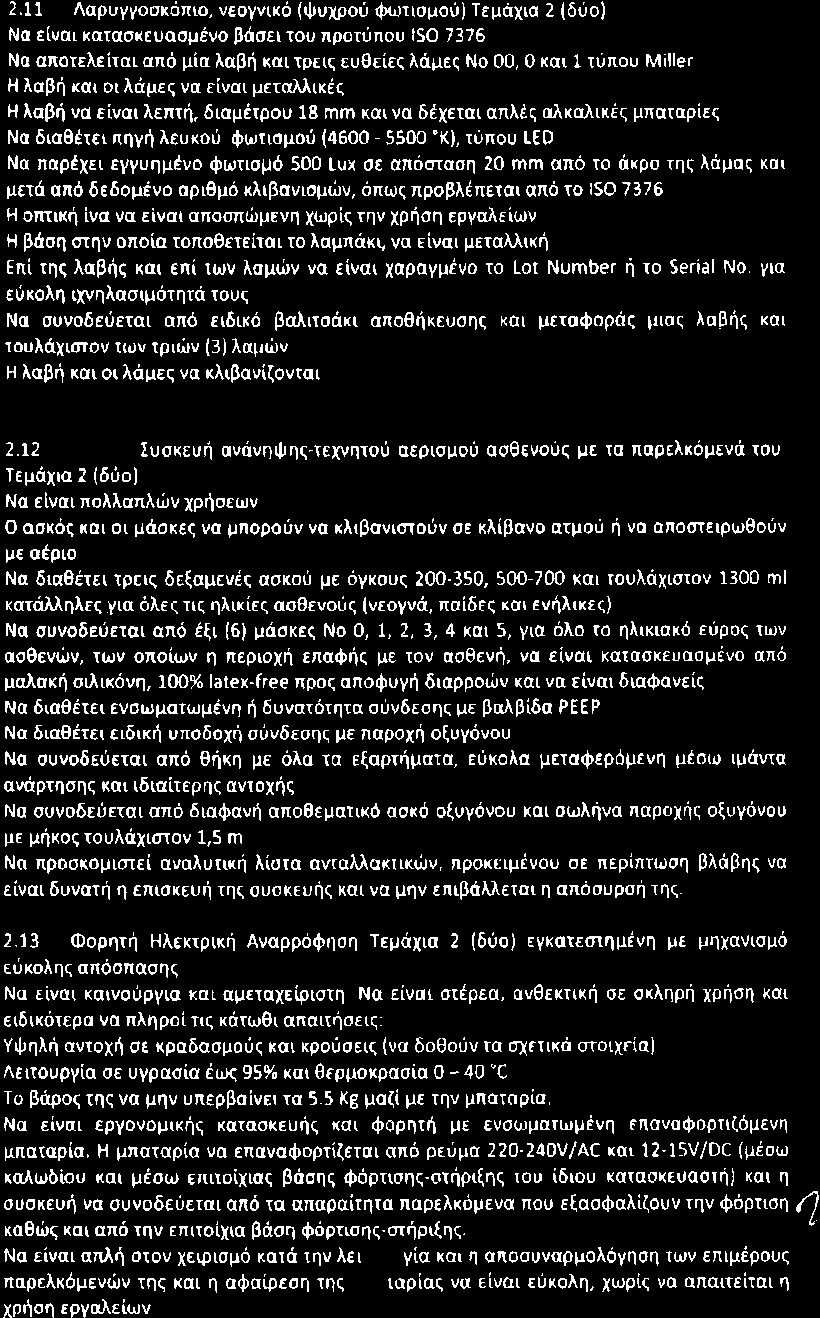 2.11 Λαρυγγοσκόπιο, νεογνικό (ψυχρού φωτισμού) Τεμάχια 2 (δύο)
Να είναι κατασκευασμένο βάσει του προτύπου ISO 7376
Να αποτελείται από μία λαβή και τρεις ευθείες λάμες Νο 00, 0 και 1 τύπου Miller
Η λαβή και οι λάμες να είναι μεταλλικές
Η λαβή να είναι λεπτή, διαμέτρου 18 mm και να δέχεται απλές αλκαλικές μπαταρίες
Να διαθέτει πηγή λευκού φωτισμού (4600 - 5500 °K), τύπου LED
Να παρέχει εγγυημένο φωτισμό 500 Lux σε απόσταση 20 mm από το άκρο της λάμας και
μετά από δεδομένο αριθμό κλιβανισμών, όπως προβλέπεται από το ISO 7376
Η οπτική ίνα να είναι αποσπώμενη χωρίς την χρήση εργαλείων
Η βάση στην οποία τοποθετείται το λαμπάκι, να είναι μεταλλική
Επί της λαβής και επί των λαμών να είναι χαραγμένο το Lot Number ή το Serial No. για
εύκολη ιχνηλασιμότητά τους
Να συνοδεύεται από ειδικό βαλιτσάκι αποθήκευσης και μεταφοράς μιας λαβής και
τουλάχιστον των τριών (3) λαμών
Η λαβή και οι λάμες να κλιβανίζονται
2.12 Συσκευή ανάνηψης-τεχνητού αερισμού ασθενούς με τα παρελκόμενά του
Τεμάχια 2 (δύο)
Να είναι πολλαπλών χρήσεων
Ο ασκός και οι μάσκες να μπορούν να κλιβανιστούν σε κλίβανο ατμού ή να αποστειρωθούν
με αέριο
Να διαθέτει τρεις δεξαμενές ασκού με όγκους 200-350, 500-700 και τουλάχιστον 1300 ml
κατάλληλες για όλες τις ηλικίες ασθενούς (νεογνά, παίδες και ενήλικες)
Να συνοδεύεται από έξι (6) μάσκες Νο 0, 1, 2, 3, 4 και 5, για όλο το ηλικιακό εύρος των
ασθενών, των οποίων η περιοχή επαφής με τον ασθενή, να είναι κατασκευασμένο από
μαλακή σιλικόνη, 100% latex-free προς αποφυγή διαρροών και να είναι διαφανείς
Να διαθέτει ενσωματωμένη ή δυνατότητα σύνδεσης με βαλβίδα PEEP
Να διαθέτει ειδική υποδοχή σύνδεσης με παροχή οξυγόνου
Να συνοδεύεται από θήκη με όλα τα εξαρτήματα, εύκολα μεταφερόμενη μέσω ιμάντα
ανάρτησης και ιδιαίτερης αντοχής
Να συνοδεύεται από διαφανή αποθεματικό ασκό οξυγόνου και σωλήνα παροχής οξυγόνου
με μήκος τουλάχιστον 1,5 m
Να προσκομιστεί αναλυτική λίστα ανταλλακτικών, προκειμένου σε περίπτωση βλάβης να
είναι δυνατή η επισκευή της συσκευής και να μην επιβάλλεται η απόσυρσή της.
2.13 Φορητή Ηλεκτρική Αναρρόφηση Τεμάχια 2 (δύο) εγκατεστημένη με μηχανισμό
εύκολης απόσπασης
Να είναι καινούργια και αμεταχείριστη Να είναι στέρεα, ανθεκτική σε σκληρή χρήση και
ειδικότερα να πληροί τις κάτωθι απαιτήσεις:
Υψηλή αντοχή σε κραδασμούς και κρούσεις (να δοθούν τα σχετικά στοιχεία)
Λειτουργία σε υγρασία έως 95% και θερμοκρασία 0 – 40 °C
Το βάρος της να μην υπερβαίνει τα 5.5 Kg μαζί με την μπαταρία.
Να είναι εργονομικής κατασκευής και φορητή με ενσωματωμένη επαναφορτιζόμενη
μπαταρία. Η μπαταρία να επαναφορτίζεται από ρεύμα 220-240V/AC και 12-15V/DC (μέσω
καλωδίου και μέσω επιτοίχιας βάσης φόρτισης-στήριξης του ίδιου κατασκευαστή) και η
συσκευή να συνοδεύεται από τα απαραίτητα παρελκόμενα που εξασφαλίζουν την φόρτιση
καθώς και από την επιτοίχια βάση φόρτισης-στήριξης.
Να είναι απλή στον χειρισμό κατά την λει γία και η αποσυναρμολόγηση των επιμέρους
παρελκόμενών της και η αφαίρεση της ταρίας να είναι εύκολη, χωρίς να απαιτείται η
χρήση εργαλείων